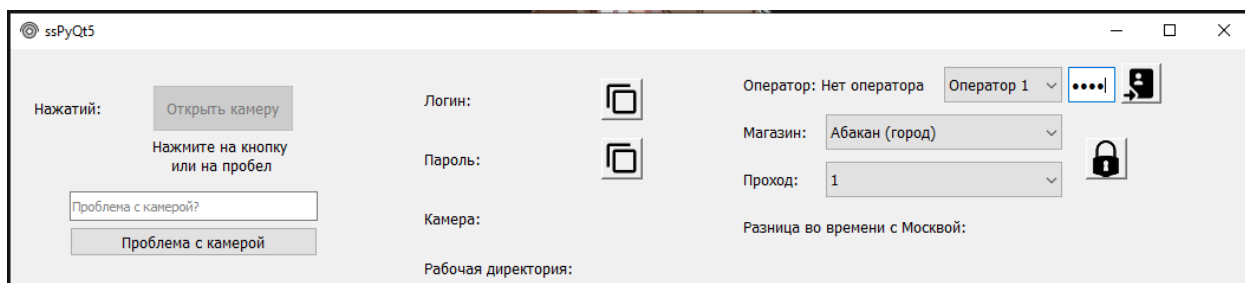 ssPyQt5
Нажатий:
Открыть камеру
Нажмите на кнопку
или на пробел
Проблема с камерой?
Проблема с камерой
Логин:
Пароль:
Камера:
Рабочая директория:
Оператор: Нет оператора
Оператор 1
••••
Магазин:
Абакан (город)
Проход:
1
Разница во времени с Москвой: